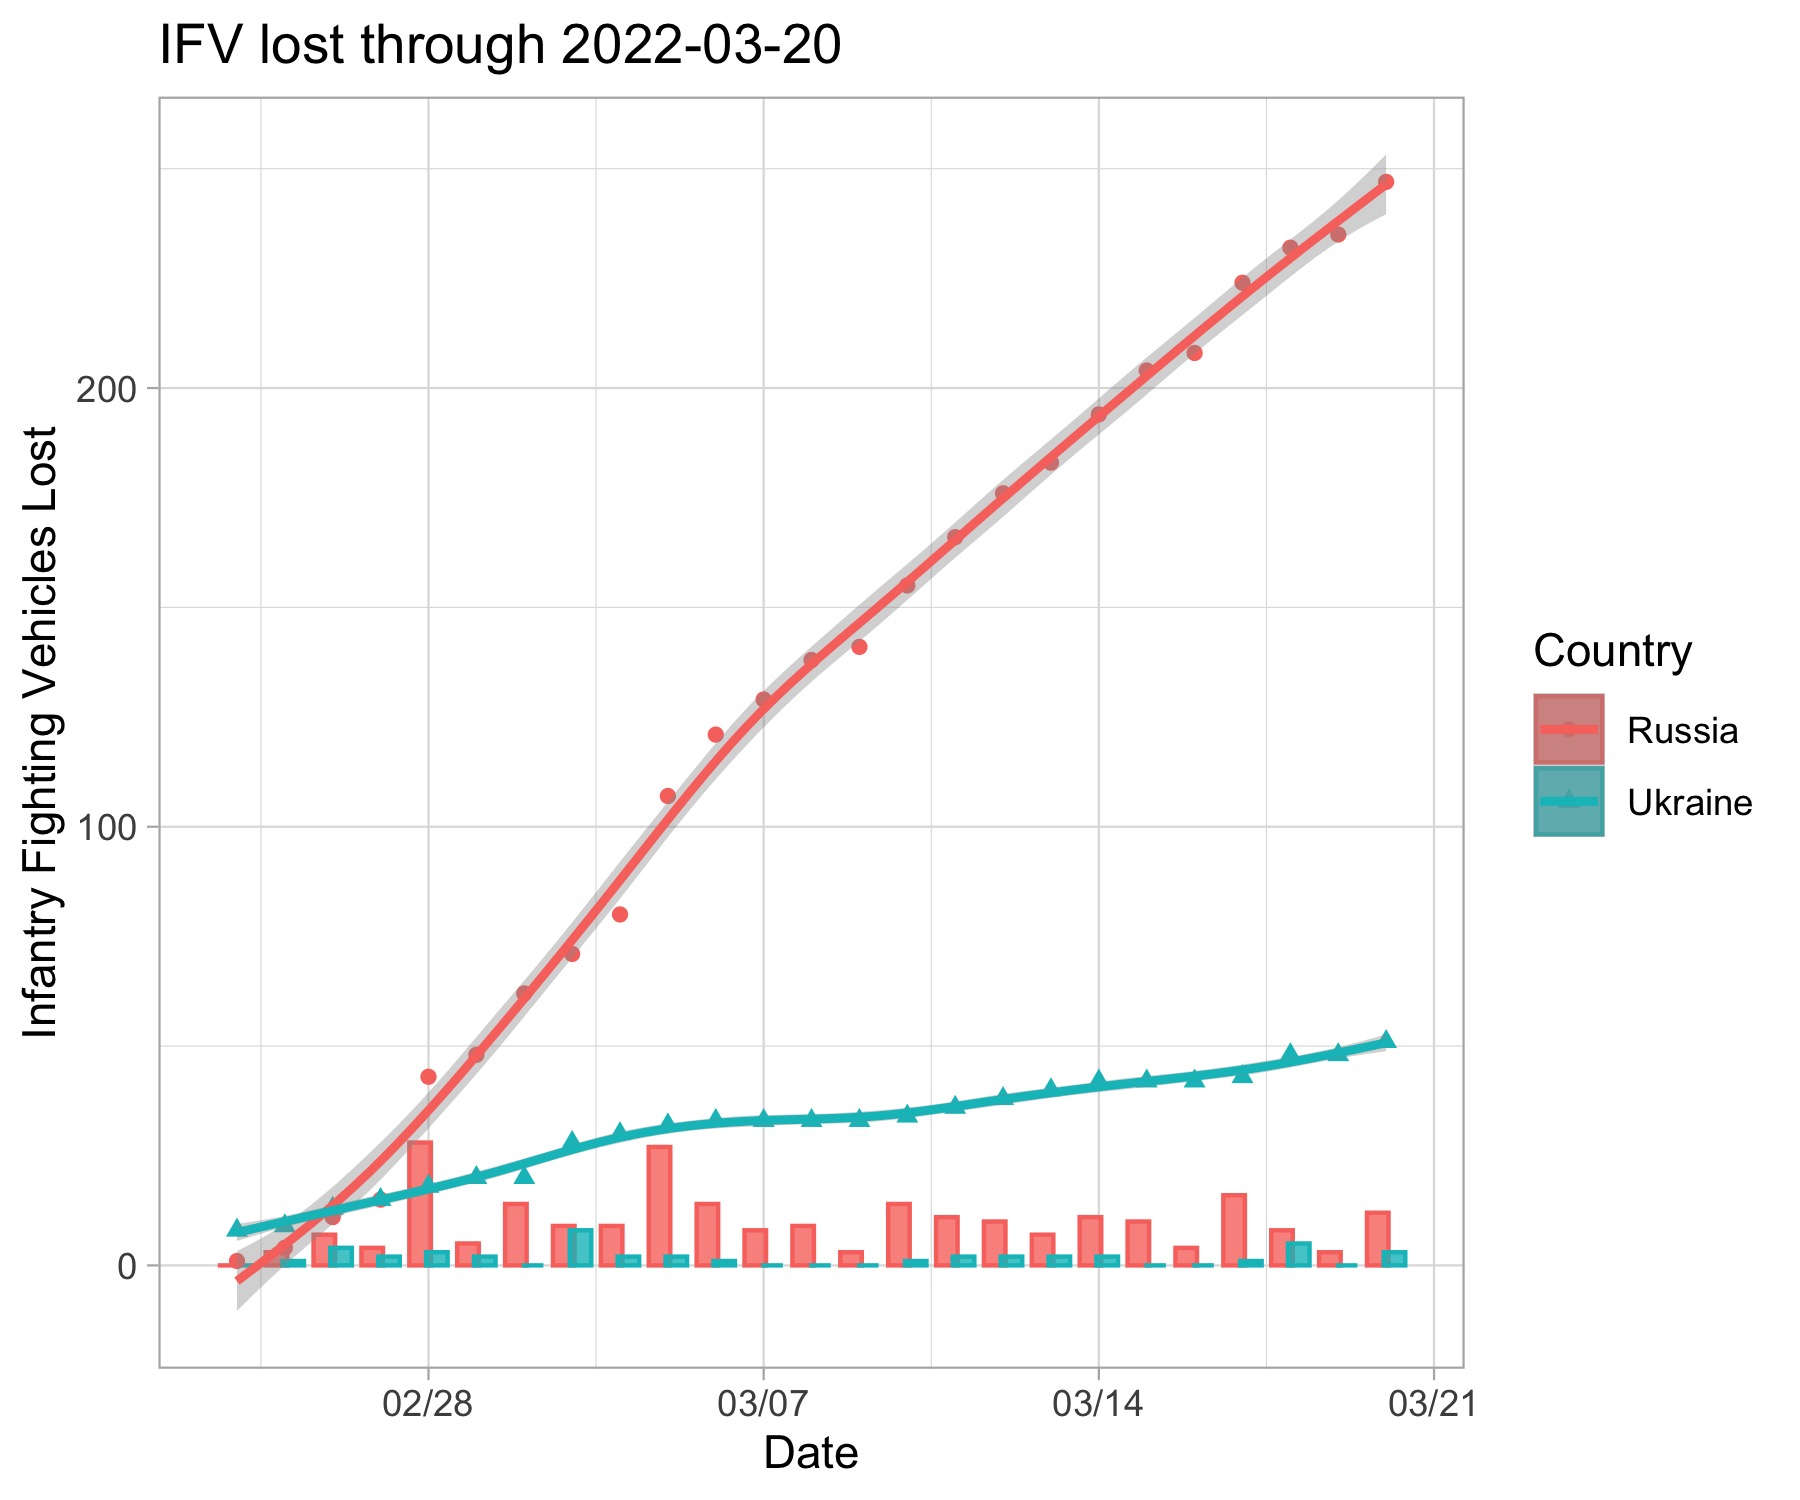 IFV lost through 2022-03-20
Infantry Fighting Vehicles Lost
200
100
0
02/28
03/07
03/14
03/21
Date
Country
Russia
Ukraine